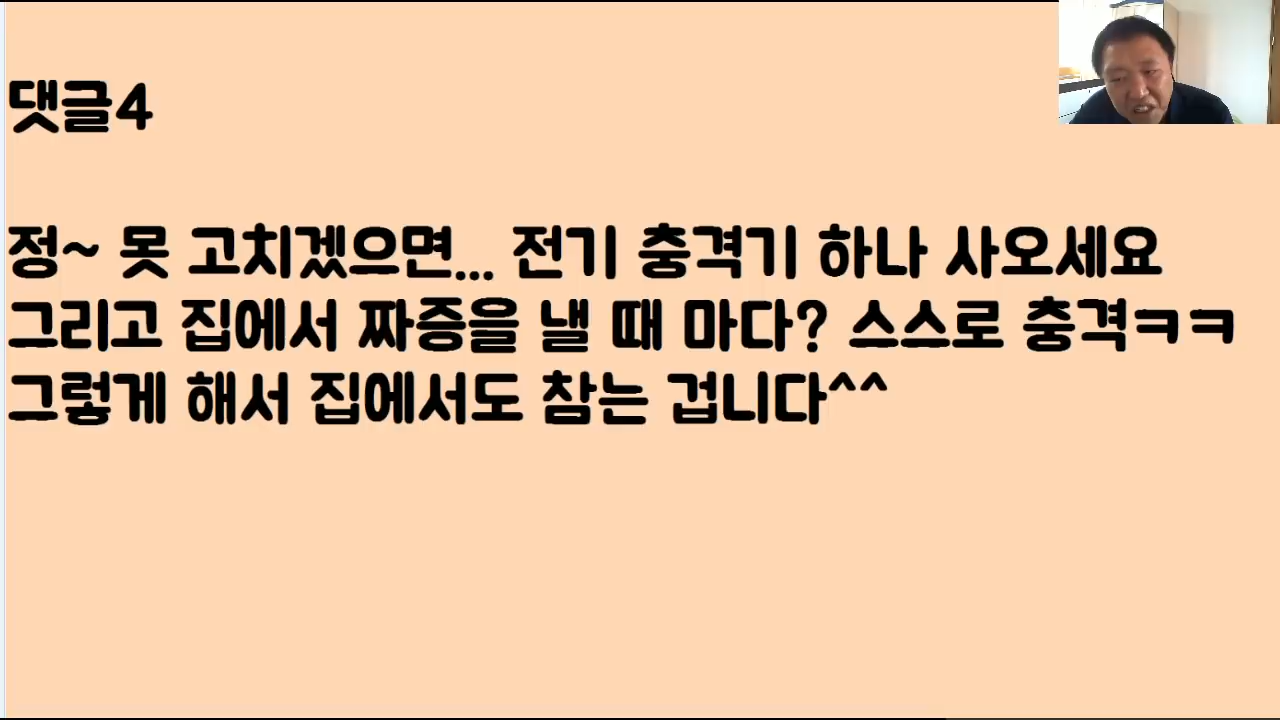 댓글4
정~ 못 고치겠으면... 전기 충격기 하나 사오세요
그리고 집에서 짜증을 낼 때 마다? 스스로 충격ㅋㅋ
그렇게 해서 집에서도 참는 겁니다^^